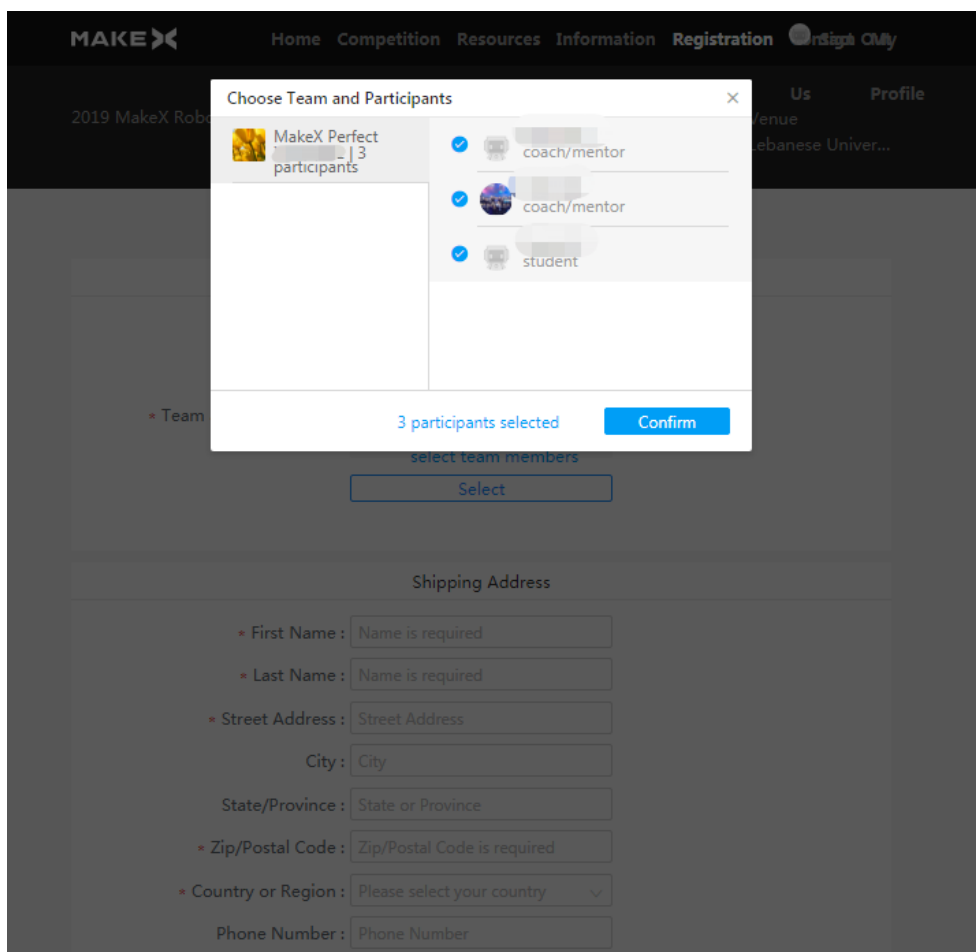 MAKEX
Home Competition Resources Information Registration
Us Profile
2019 MakeX Robo
Venue
Lebanese Univer...
Choose Team and Participants
MakeX Perfect
| 3
participants
coach/mentor
coach/mentor
student
* Team
3 participants selected
Confirm
select team members
Select
Shipping Address
* First Name : Name is required
* Last Name : Name is required
* Street Address : Street Address
City : City
State/Province : State or Province
* Zip/Postal Code : Zip/Postal Code is required
* Country or Region : Please select your country
Phone Number : Phone Number